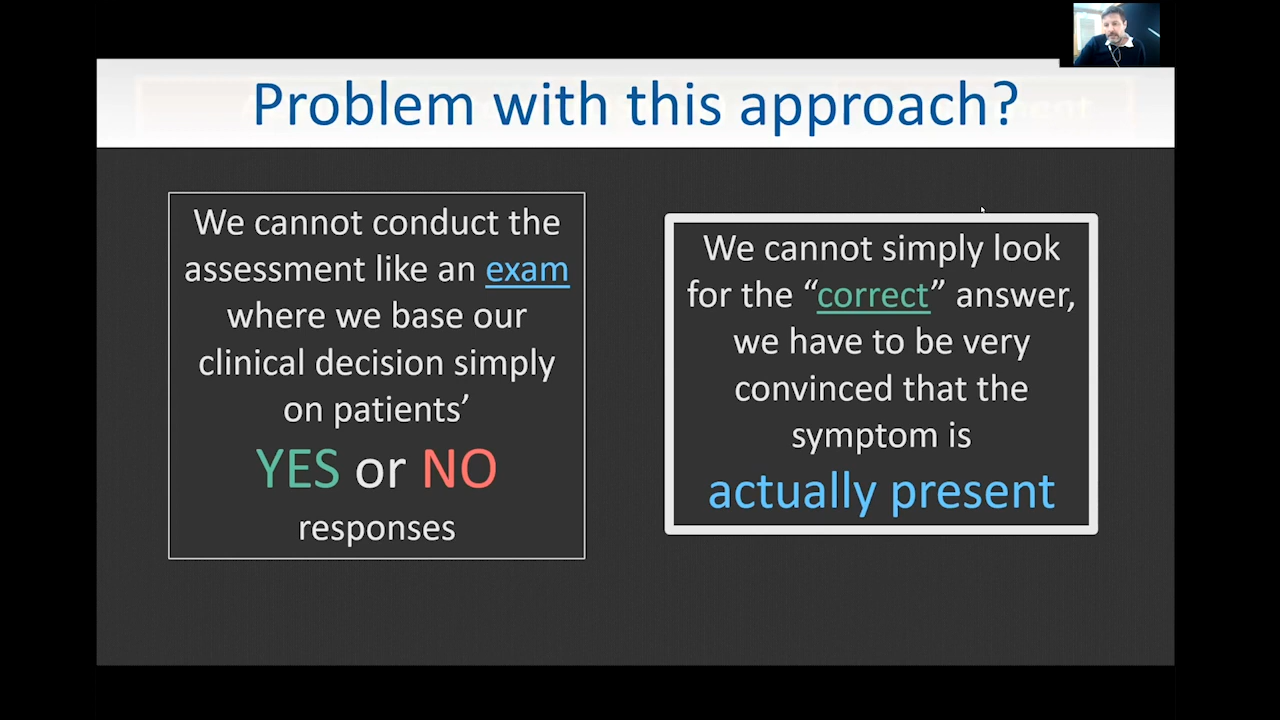 Problem with this approach?
We cannot conduct the
assessment like an exam
where we base our
clinical decision simply
on patients’
YES or NO
responses
We cannot simply look
for the “correct” answer,
we have to be very
convinced that the
symptom is
actually present